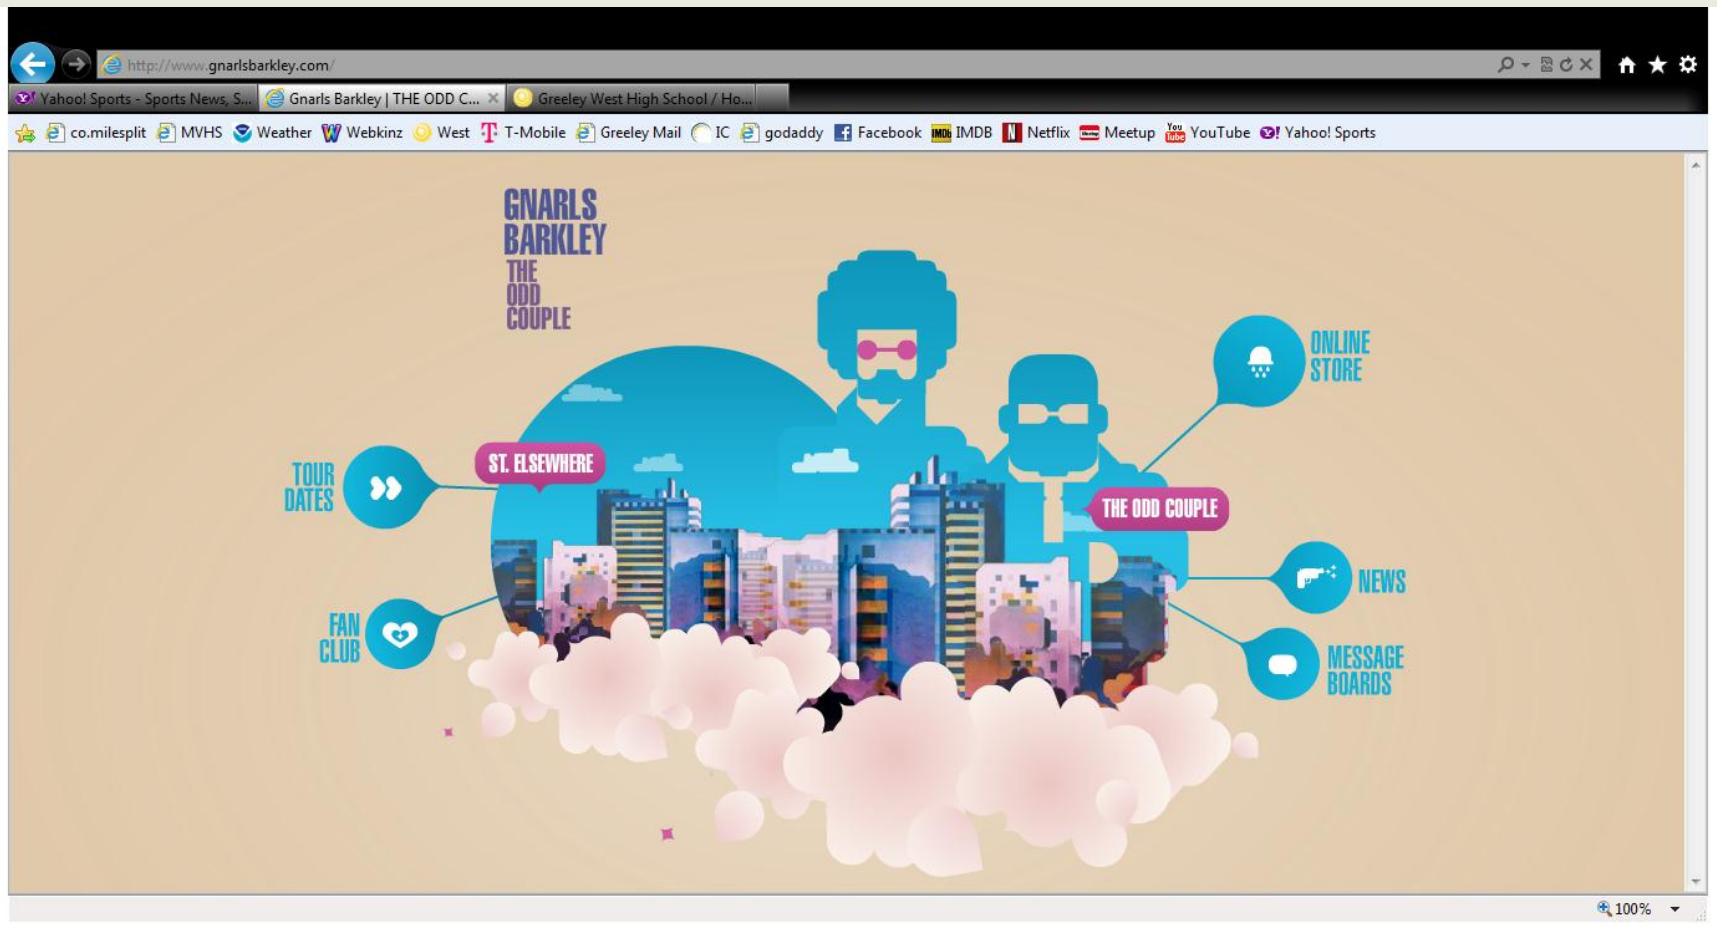 http://www.gnarlsbarkley.com/
Yahoo! Sports - Sports News, S...
Gnarls Barkley | THE ODD C...
Greeley West High School / Ho...
co.milesplit
MVHS
Weather
Webkinz
West
T-Mobile
Greeley Mail
IC
godaddy
Facebook
IMDB
Netflix
Meetup
YouTube
Yahoo! Sports
GNARLS
BARKLEY
THE
ODD
COUPLE
ONLINE
STORE
ST. ELSEWHERE
TOUR
DATES
THE ODD COUPLE
NEWS
FAN
CLUB
MESSAGE
BOARDS
100%